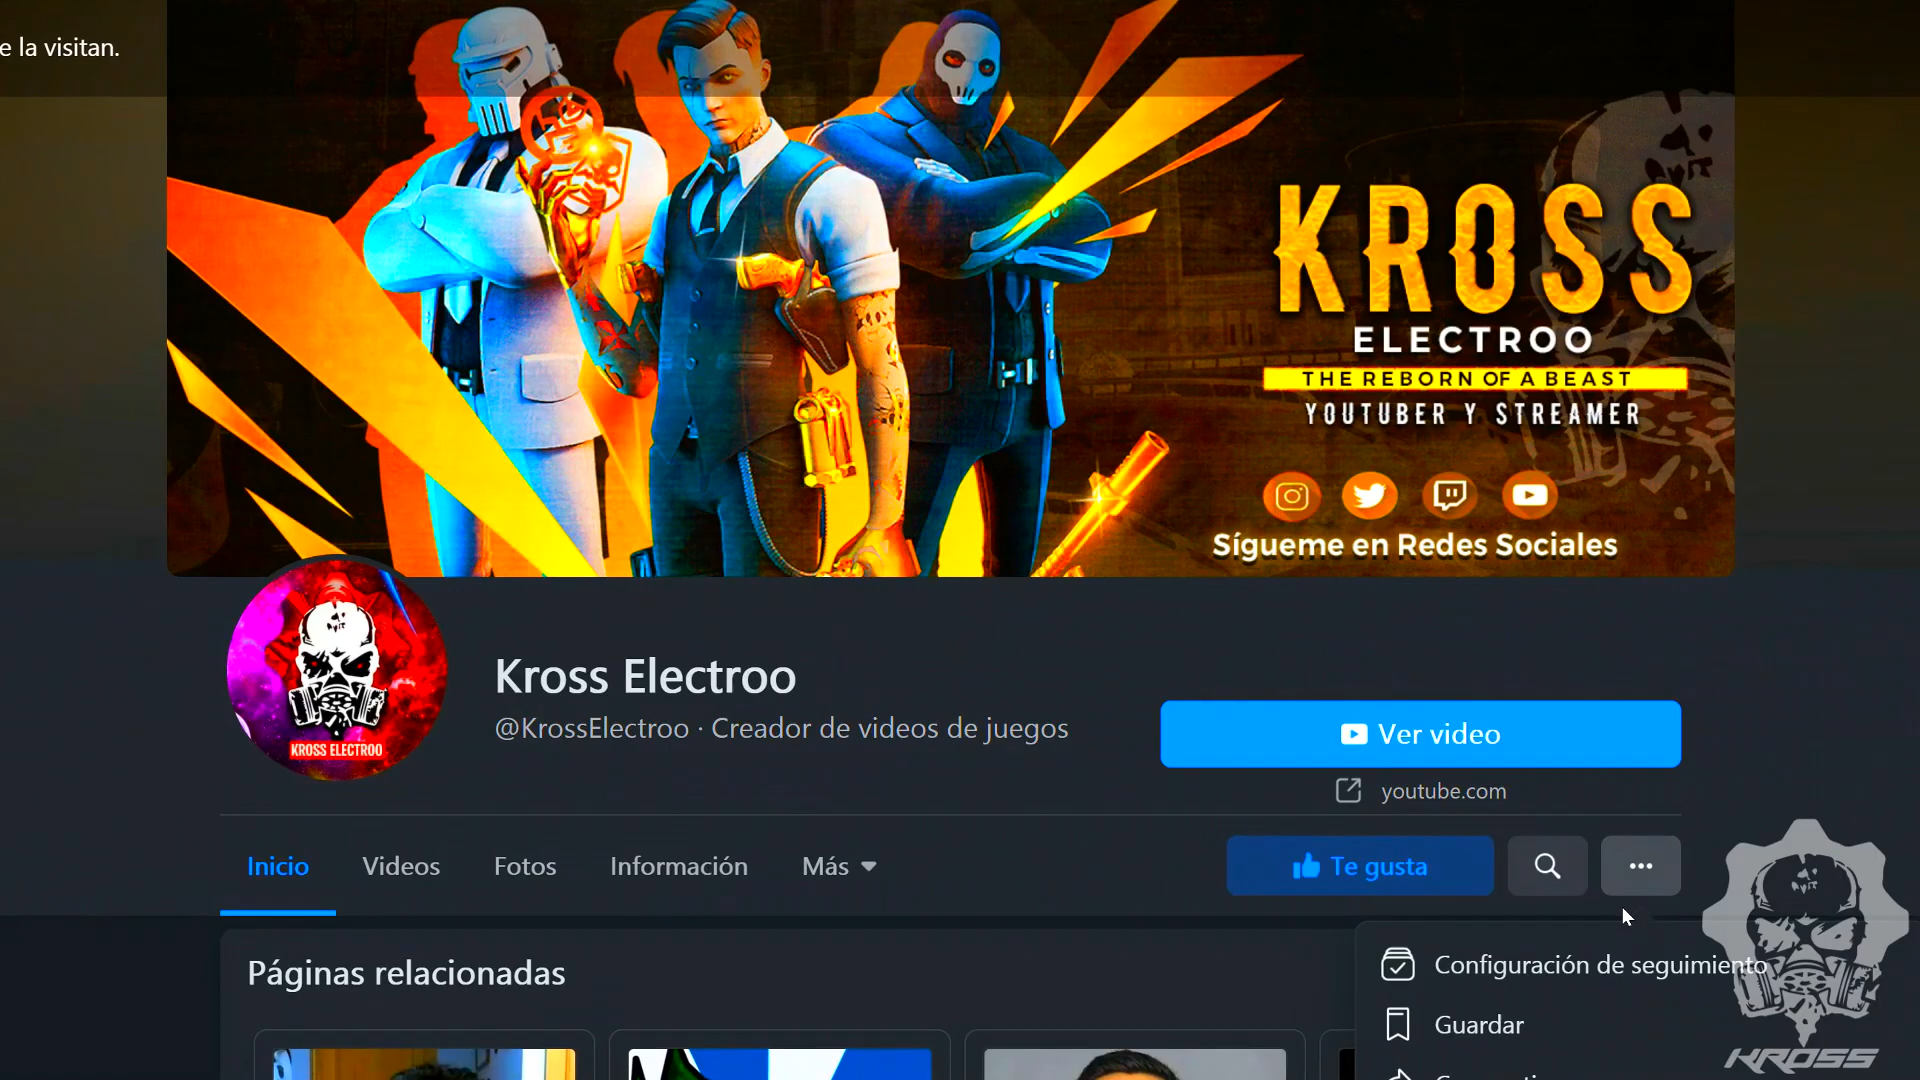 e la visitan.
KROSS
ELECTROO
THE REBORN OF A BEAST
YOUTUBER Y STREAMER
Sígueme en Redes Sociales
KROSS ELECTROO
Kross Electroo
@KrossElectroo · Creador de videos de juegos
Ver video
youtube.com
Inicio Videos Fotos Información Más
Te gusta
Configuración de seguimiento
Páginas relacionadas
Guardar
KROSS